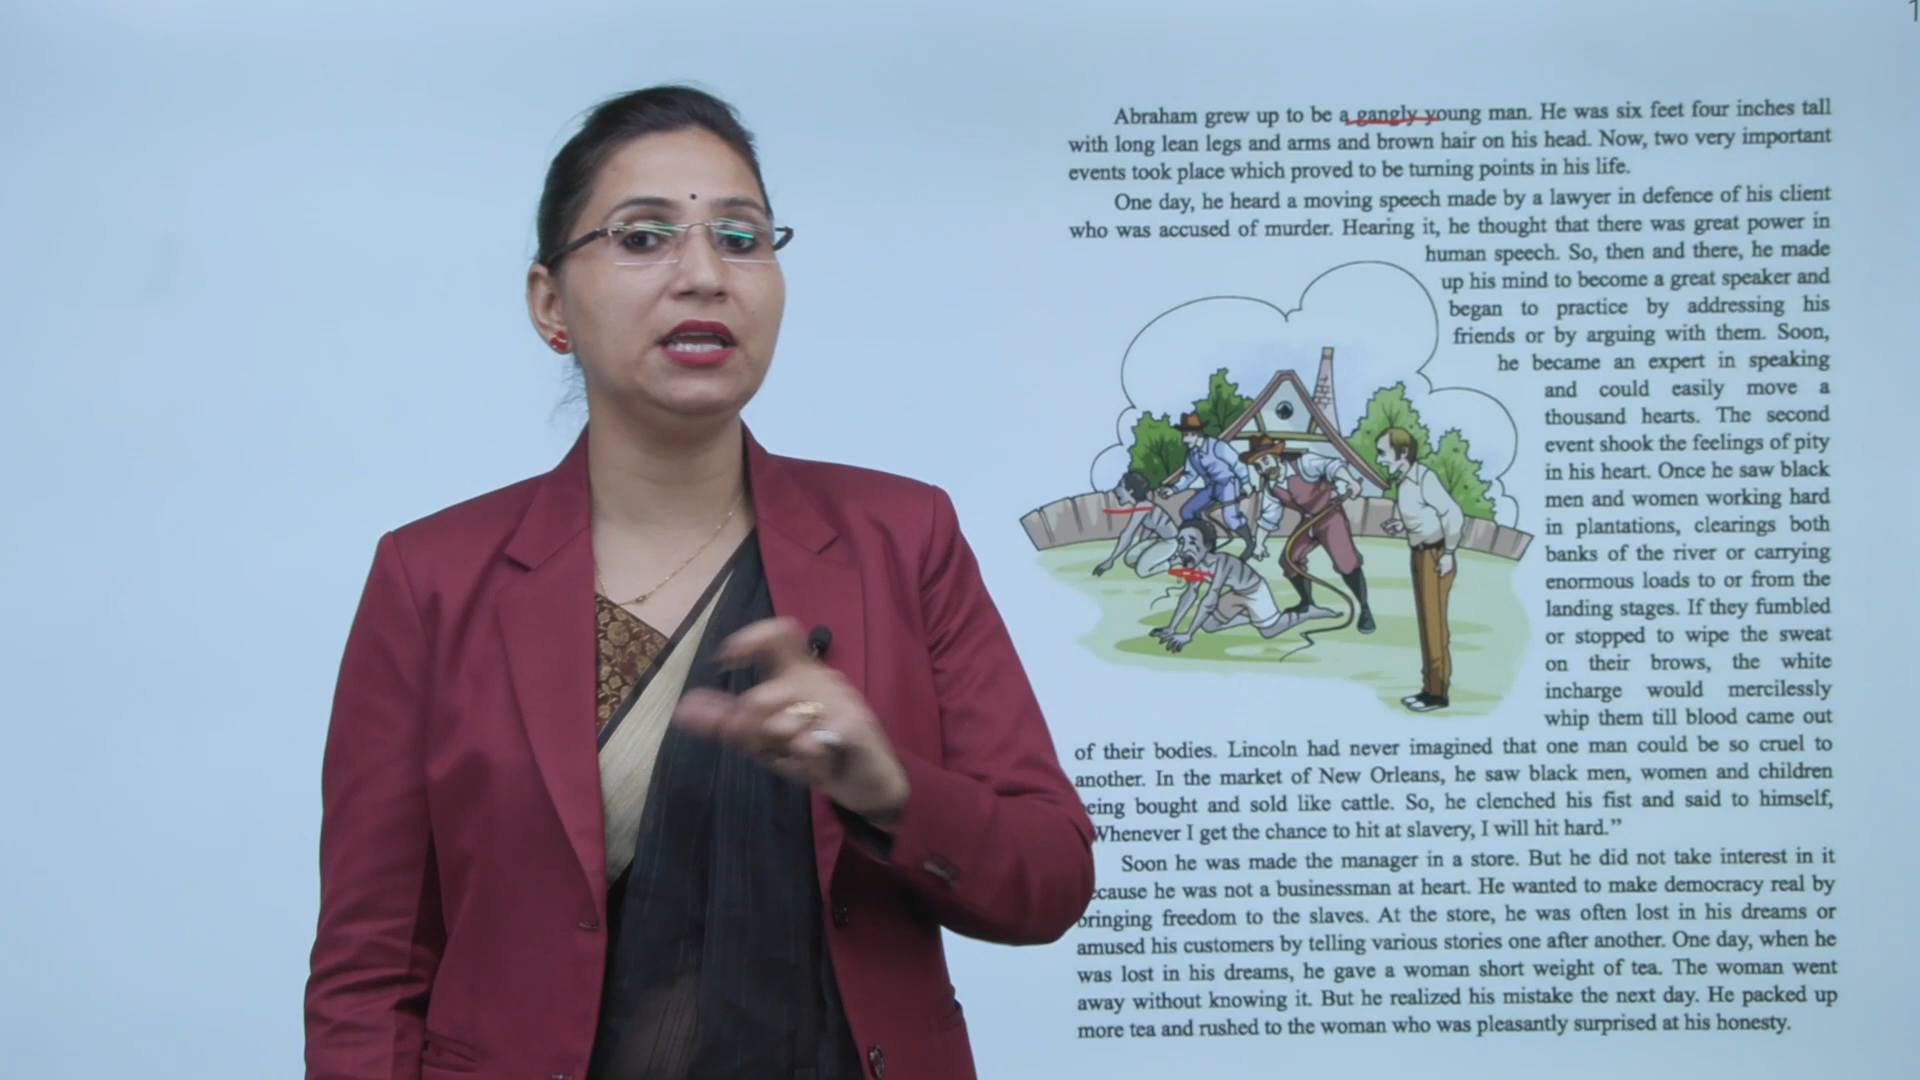 1
Abraham grew up to be a gangly young man. He was six feet four inches tall
with long lean legs and arms and brown hair on his head. Now, two very important
events took place which proved to be turning points in his life.
One day, he heard a moving speech made by a lawyer in defence of his client
who was accused of murder. Hearing it, he thought that there was great power in
human speech. So, then and there, he made
up his mind to become a great speaker and
began to practice by addressing his
friends or by arguing with them. Soon,
he became an expert in speaking
and could easily move a
thousand hearts. The second
event shook the feelings of pity
in his heart. Once he saw black
men and women working hard
in plantations, clearings both
banks of the river or carrying
enormous loads to or from the
landing stages. If they fumbled
or stopped to wipe the sweat
on their brows, the white
incharge would mercilessly
whip them till blood came out
of their bodies. Lincoln had never imagined that one man could be so cruel to
another. In the market of New Orleans, he saw black men, women and children
eing bought and sold like cattle. So, he clenched his fist and said to himself,
Whenever I get the chance to hit at slavery, I will hit hard.”
Soon he was made the manager in a store. But he did not take interest in it
ecause he was not a businessman at heart. He wanted to make democracy real by
bringing freedom to the slaves. At the store, he was often lost in his dreams or
amused his customers by telling various stories one after another. One day, when he
was lost in his dreams, he gave a woman short weight of tea. The woman went
away without knowing it. But he realized his mistake the next day. He packed up
more tea and rushed to the woman who was pleasantly surprised at his honesty.